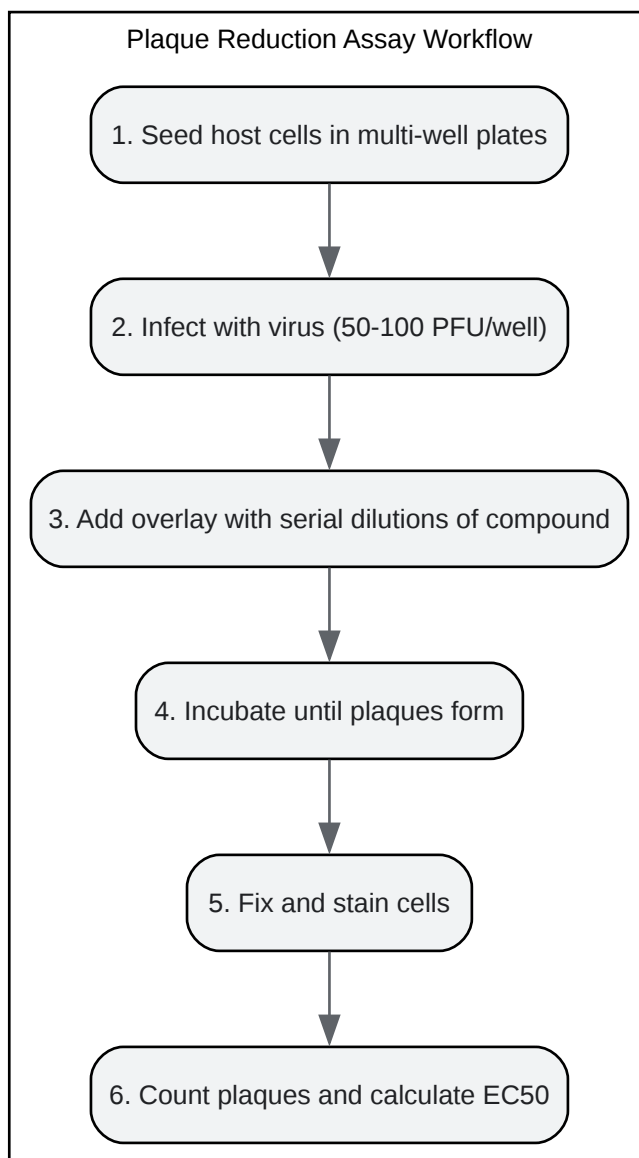 Plaque Reduction Assay Workflow
1. Seed host cells in multi-well plates
2. Infect with virus (50-100 PFU/well)
3. Add overlay with serial dilutions of compound
4. Incubate until plaques form
5. Fix and stain cells
6. Count plaques and calculate EC50